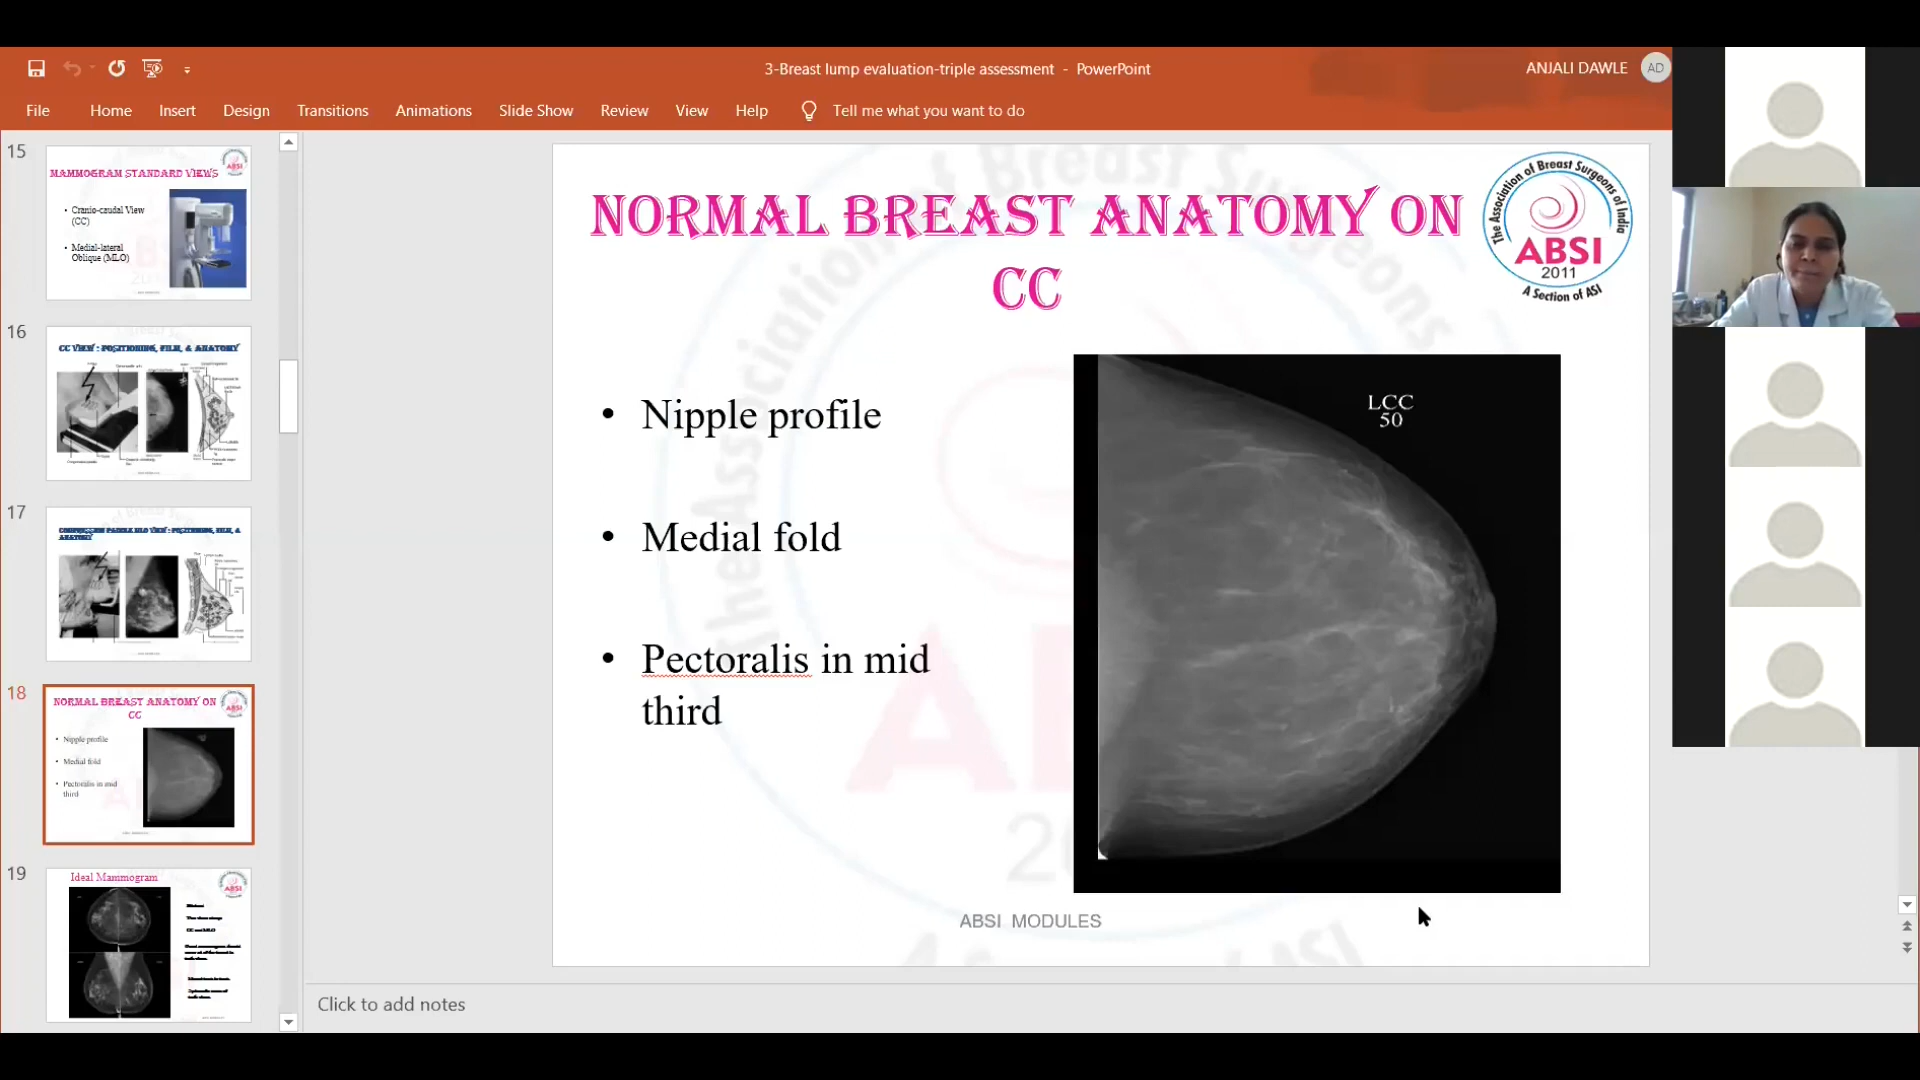 3-Breast lump evaluation-triple assessment - PowerPoint
ANJALI DAWLE
AD
File
Home
Insert
Design
Transitions
Animations
Slide Show
Review
View
Help
Tell me what you want to do
15
MAMMOGRAM STANDARD VIEWS
ABSI
• Cranio-caudal View
(CC)
• Medial-lateral
Oblique (MLO)
16
CC VIEW : POSITIONING, FILM, & ANATOMY
17
18
NORMAL BREAST ANATOMY ON
CC
ABSI
• Nipple profile
• Medial fold
• Pectoralis in mid
third
19
Ideal Mammogram
ABSI
NORMAL BREAST ANATOMY ON
CC
The Association of Breast Surgeons of India
ABSI
2011
A Section of ASI
• Nipple profile
• Medial fold
• Pectoralis in mid
third
LCC
50
ABSI MODULES
Click to add notes